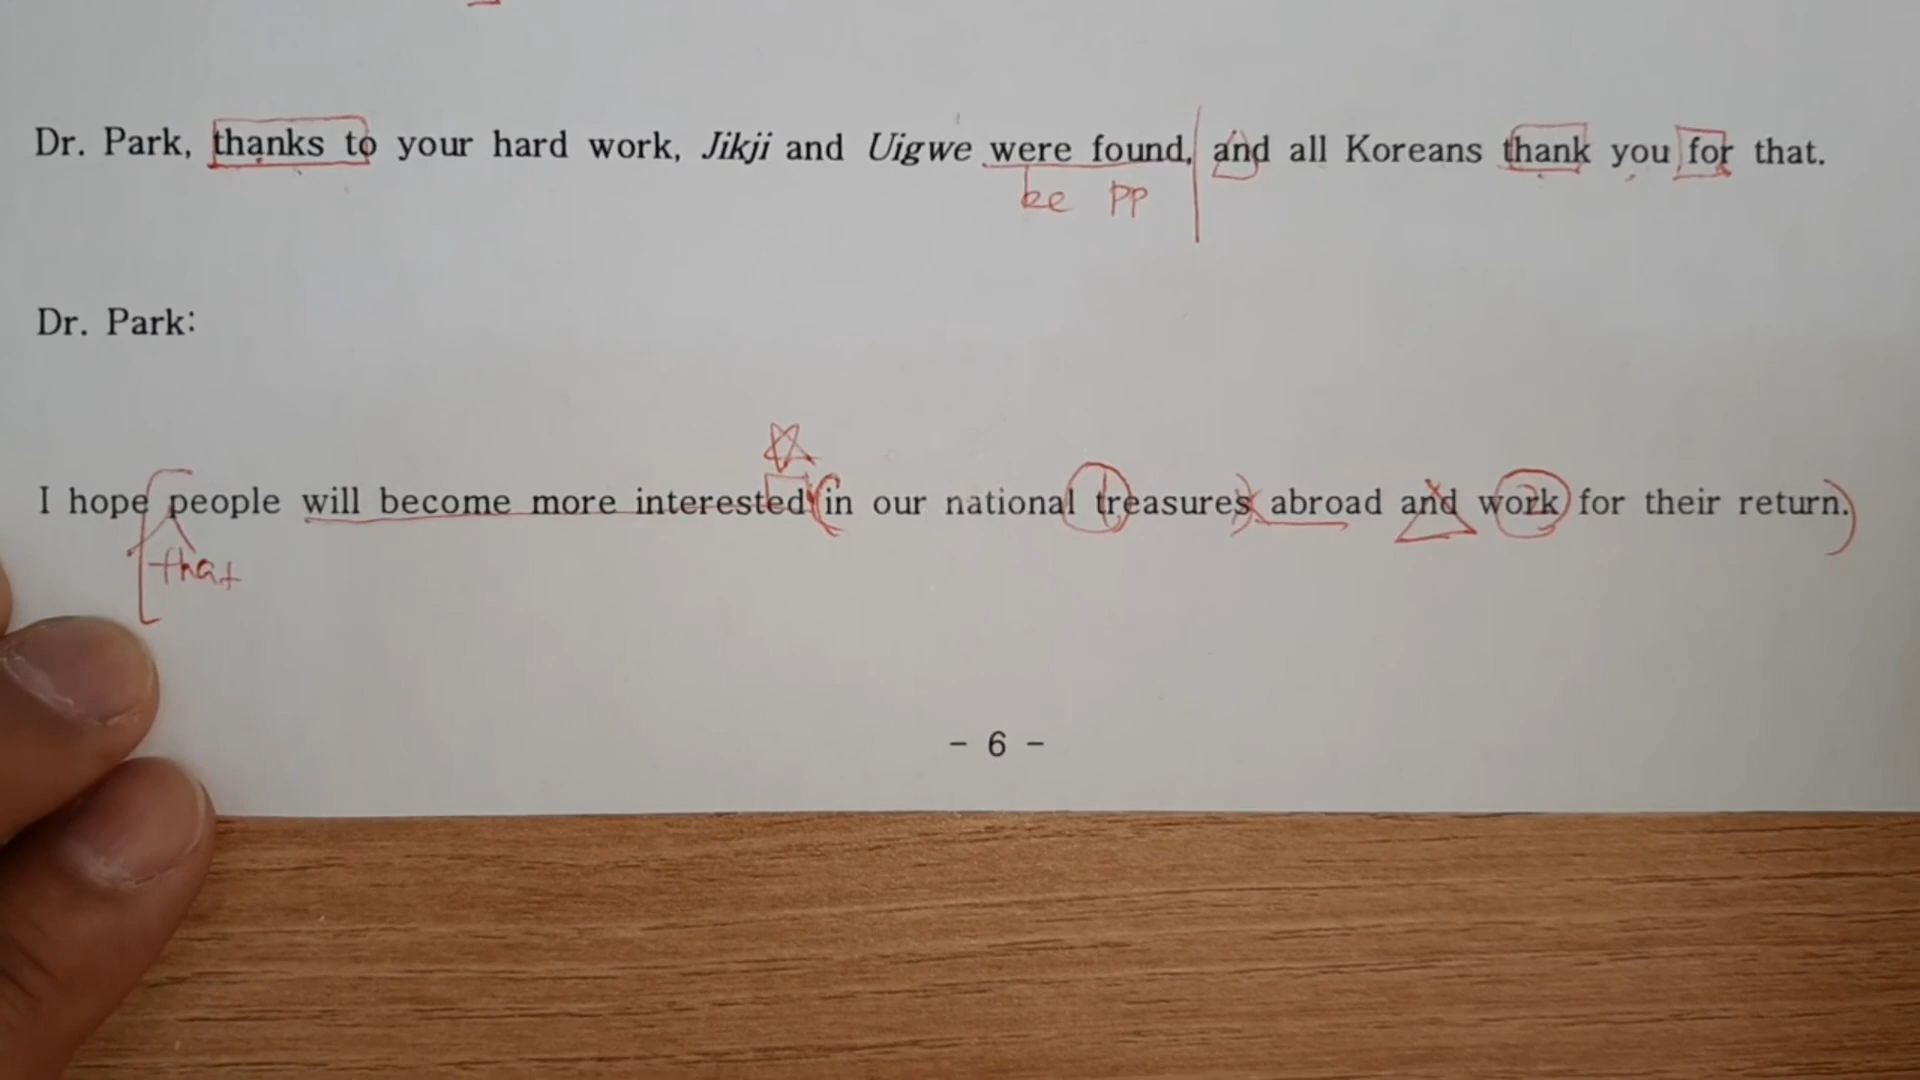 Dr. Park, thanks to your hard work, Jikji and Uigwe were found, and all Koreans thank you for that.
be pp
Dr. Park:
I hope people will become more interested in our national treasures abroad and work for their return.
that
- 6 -